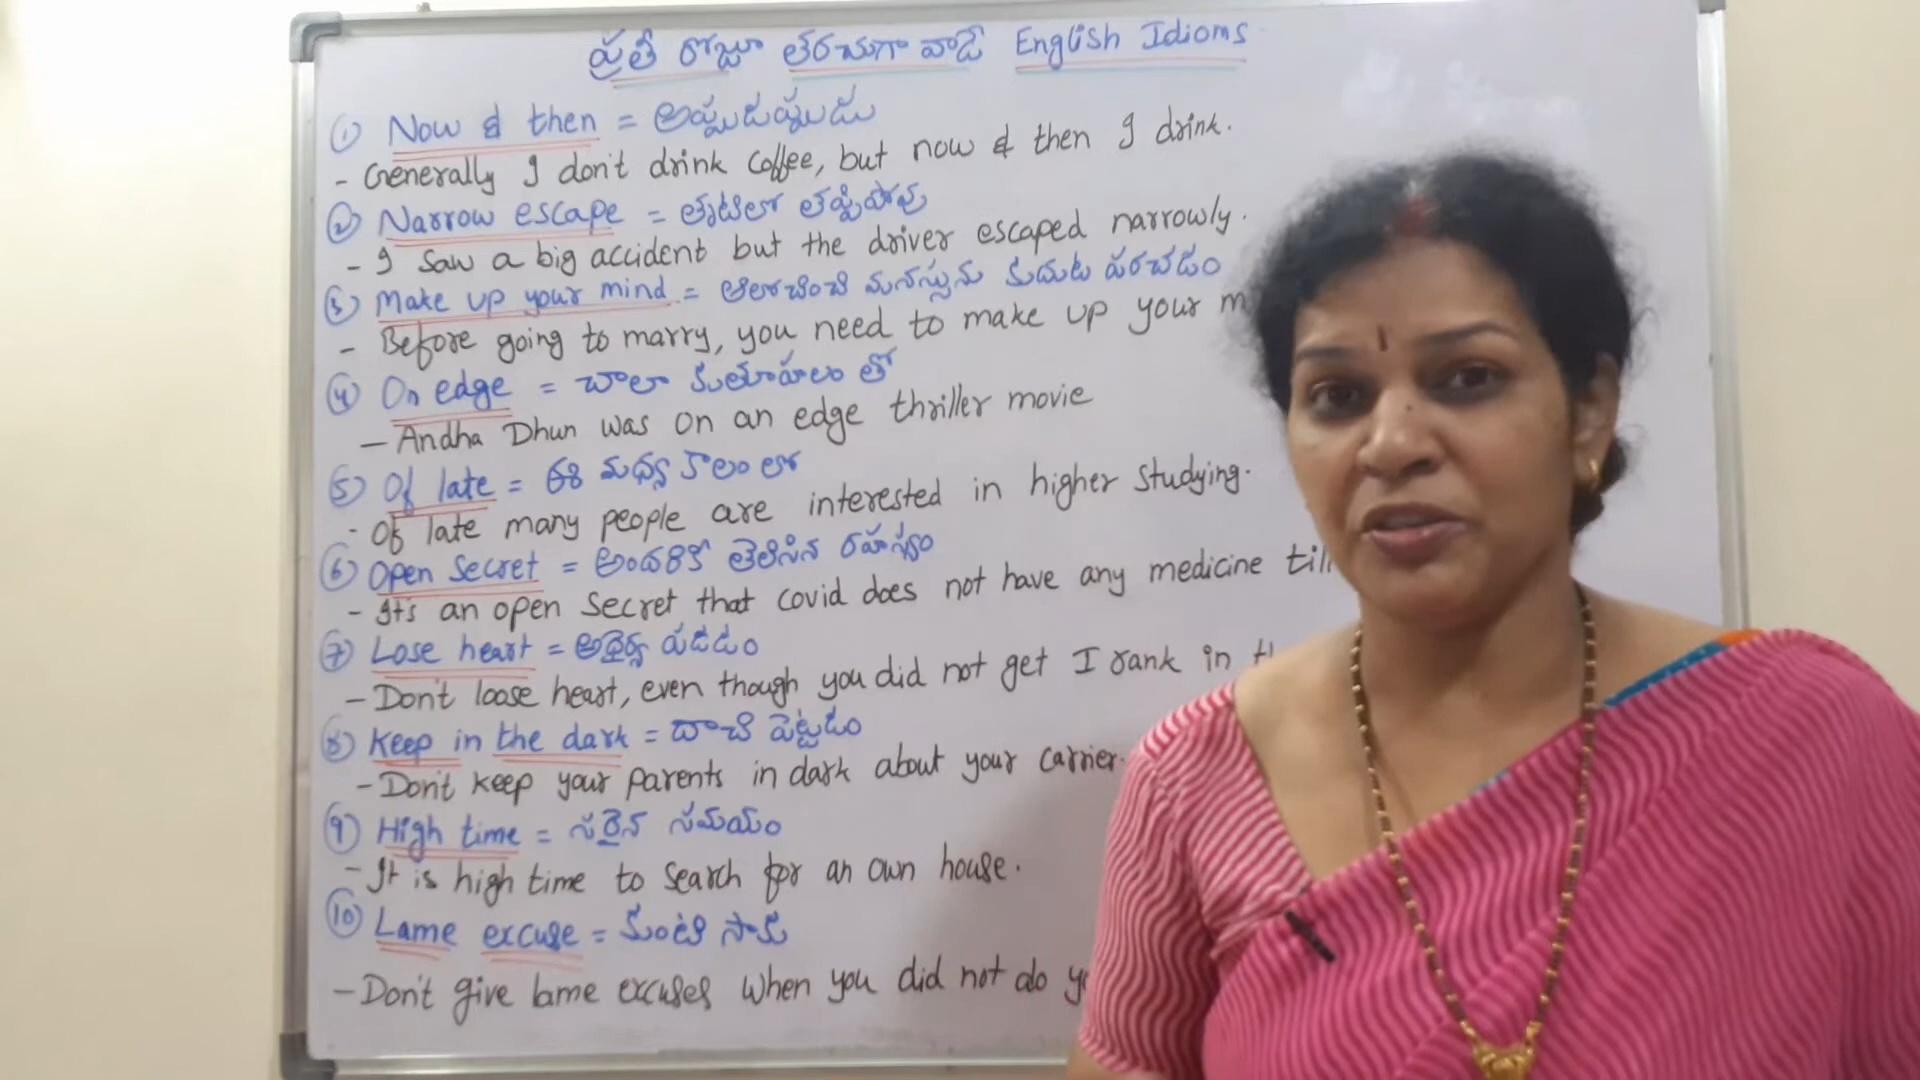 ప్రతీ రోజూ తరచుగా వాడే English Idioms
① Now & then = అప్పుడప్పుడు
- Generally I don't drink coffee, but now & then I drink.
② Narrow escape = తృటిలో తప్పిపోవు
- I saw a big accident but the driver escaped narrowly.
③ Make up your mind = ఆలోచించి మనస్సును కుదుట పరచడం
- Before going to marry, you need to make up your m
④ On edge = చాలా కుతూహలం తో
- Andha Dhun was on an edge thriller movie
⑤ Of late = ఈ మధ్య కాలం లో
- Of late many people are interested in higher studying.
⑥ Open secret = అందరికీ తెలిసిన రహస్యం
- It's an open secret that covid does not have any medicine till
⑦ Lose heart = అధైర్య పడడం
- Don't loose heart, even though you did not get I rank in th
⑧ Keep in the dark = దాచి పెట్టడం
- Don't keep your parents in dark about your carrier.
⑨ High time = సరైన సమయం
- It is high time to search for an own house.
⑩ Lame excuse = కుంటి సాకు
- Don't give lame excuses when you did not do yo